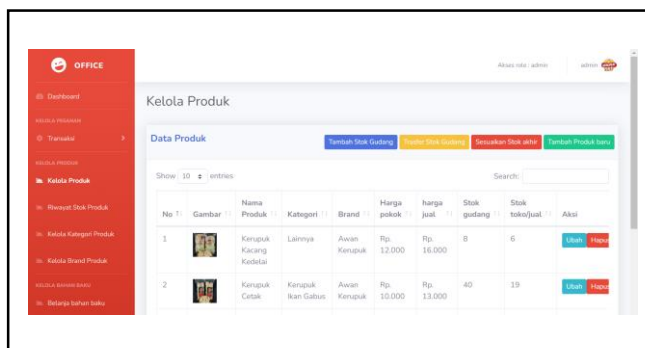 OFFICE
Akses rote : admin
admin
Dashboard
KELOLA PESANAN
Transaksi
KELOLA PRODUK
Kelola Produk
Riwayat Stok Produk
Kelola Kategori Produk
Kelola Brand Produk
KELOLA BAHAN BAKU
Belanja bahan baku
Kelola Produk
Data Produk
Tambah Stok Gudang
Trasfer Stok Gudang
Sesuaikan Stok akhir
Tambah Produk baru
Show 10 entries
Search:
No Gambar Nama Produk Kategori Brand Harga pokok harga jual Stok gudang Stok toko/jual Aksi
1 Kerupuk Kacang Kedelai Lainnya Awan Kerupuk Rp. 12.000 Rp. 16.000 8 6 Ubah Hapus
2 Kerupuk Cetak Kerupuk Ikan Gabus Awan Kerupuk Rp. 10.000 Rp. 13.000 40 19 Ubah Hapus